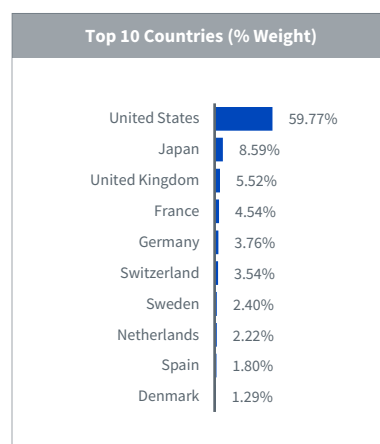 Top 10 Countries (% Weight)
United States 59.77%
Japan 8.59%
United Kingdom 5.52%
France 4.54%
Germany 3.76%
Switzerland 3.54%
Sweden 2.40%
Netherlands 2.22%
Spain 1.80%
Denmark 1.29%